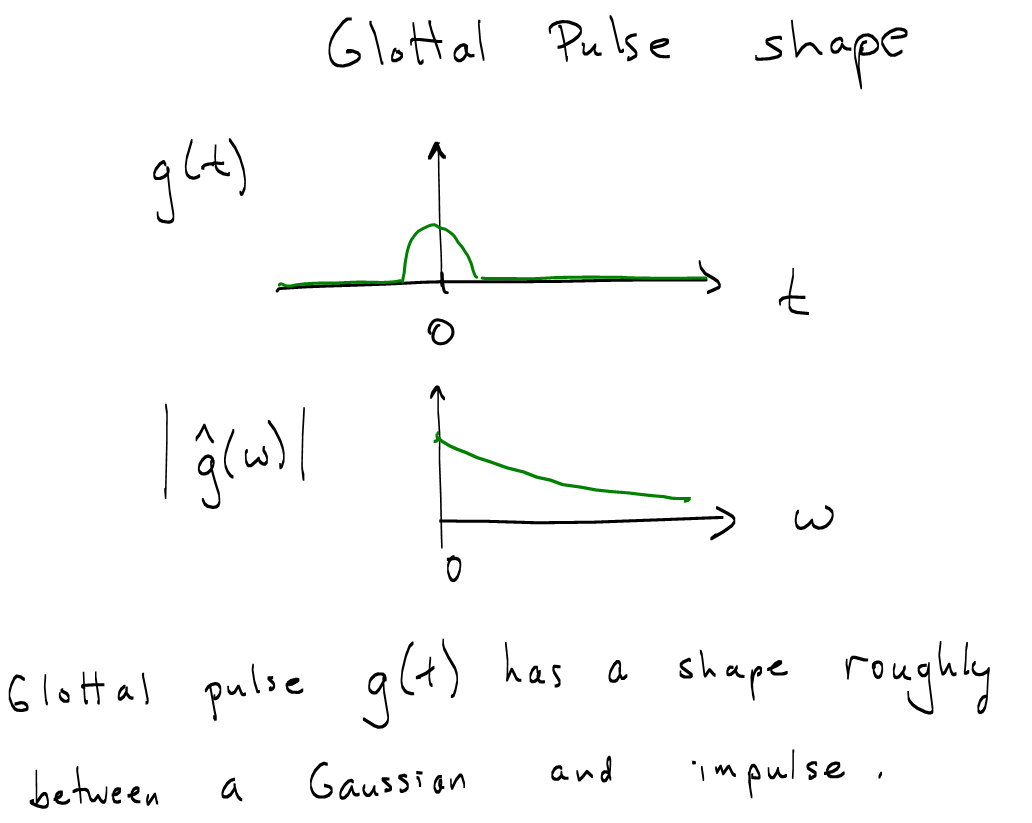 Glottal Pulse shape
g(t)
t
0
|ĝ(ω)|
ω
0
Glottal pulse g(t) has a shape roughly
between a Gaussian and impulse.